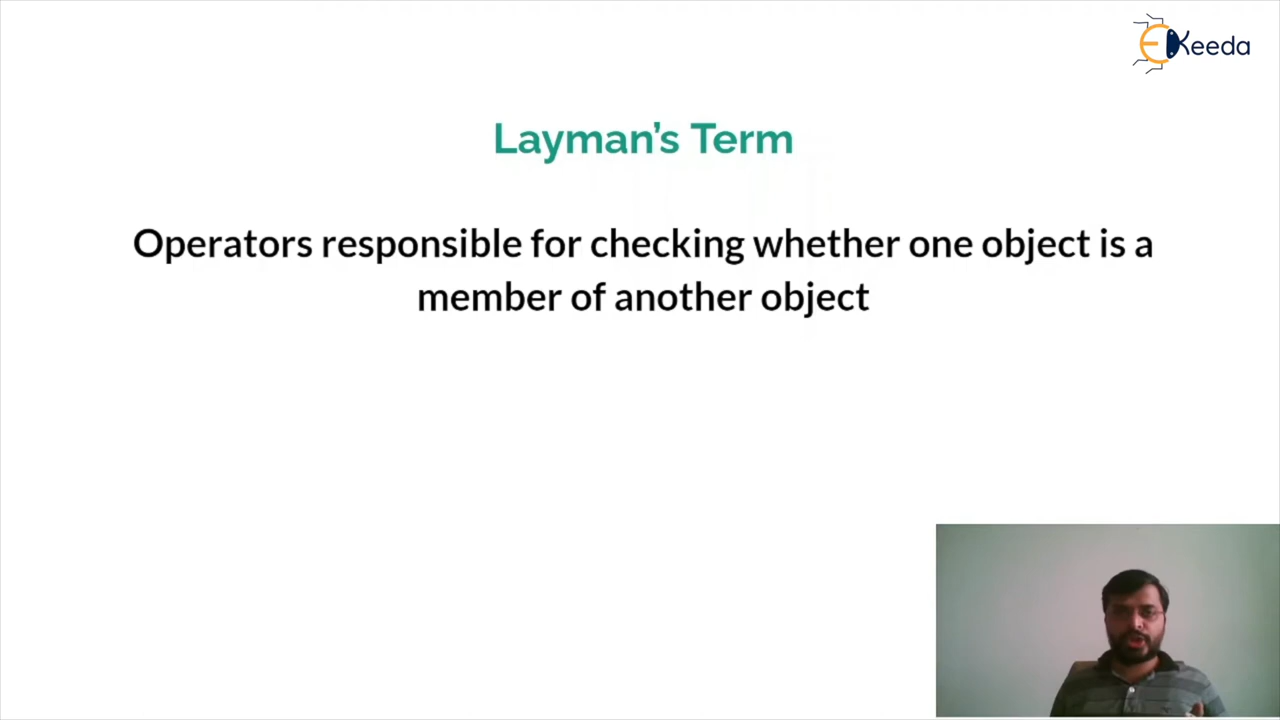 EKeeda
Layman's Term
Operators responsible for checking whether one object is a
member of another object